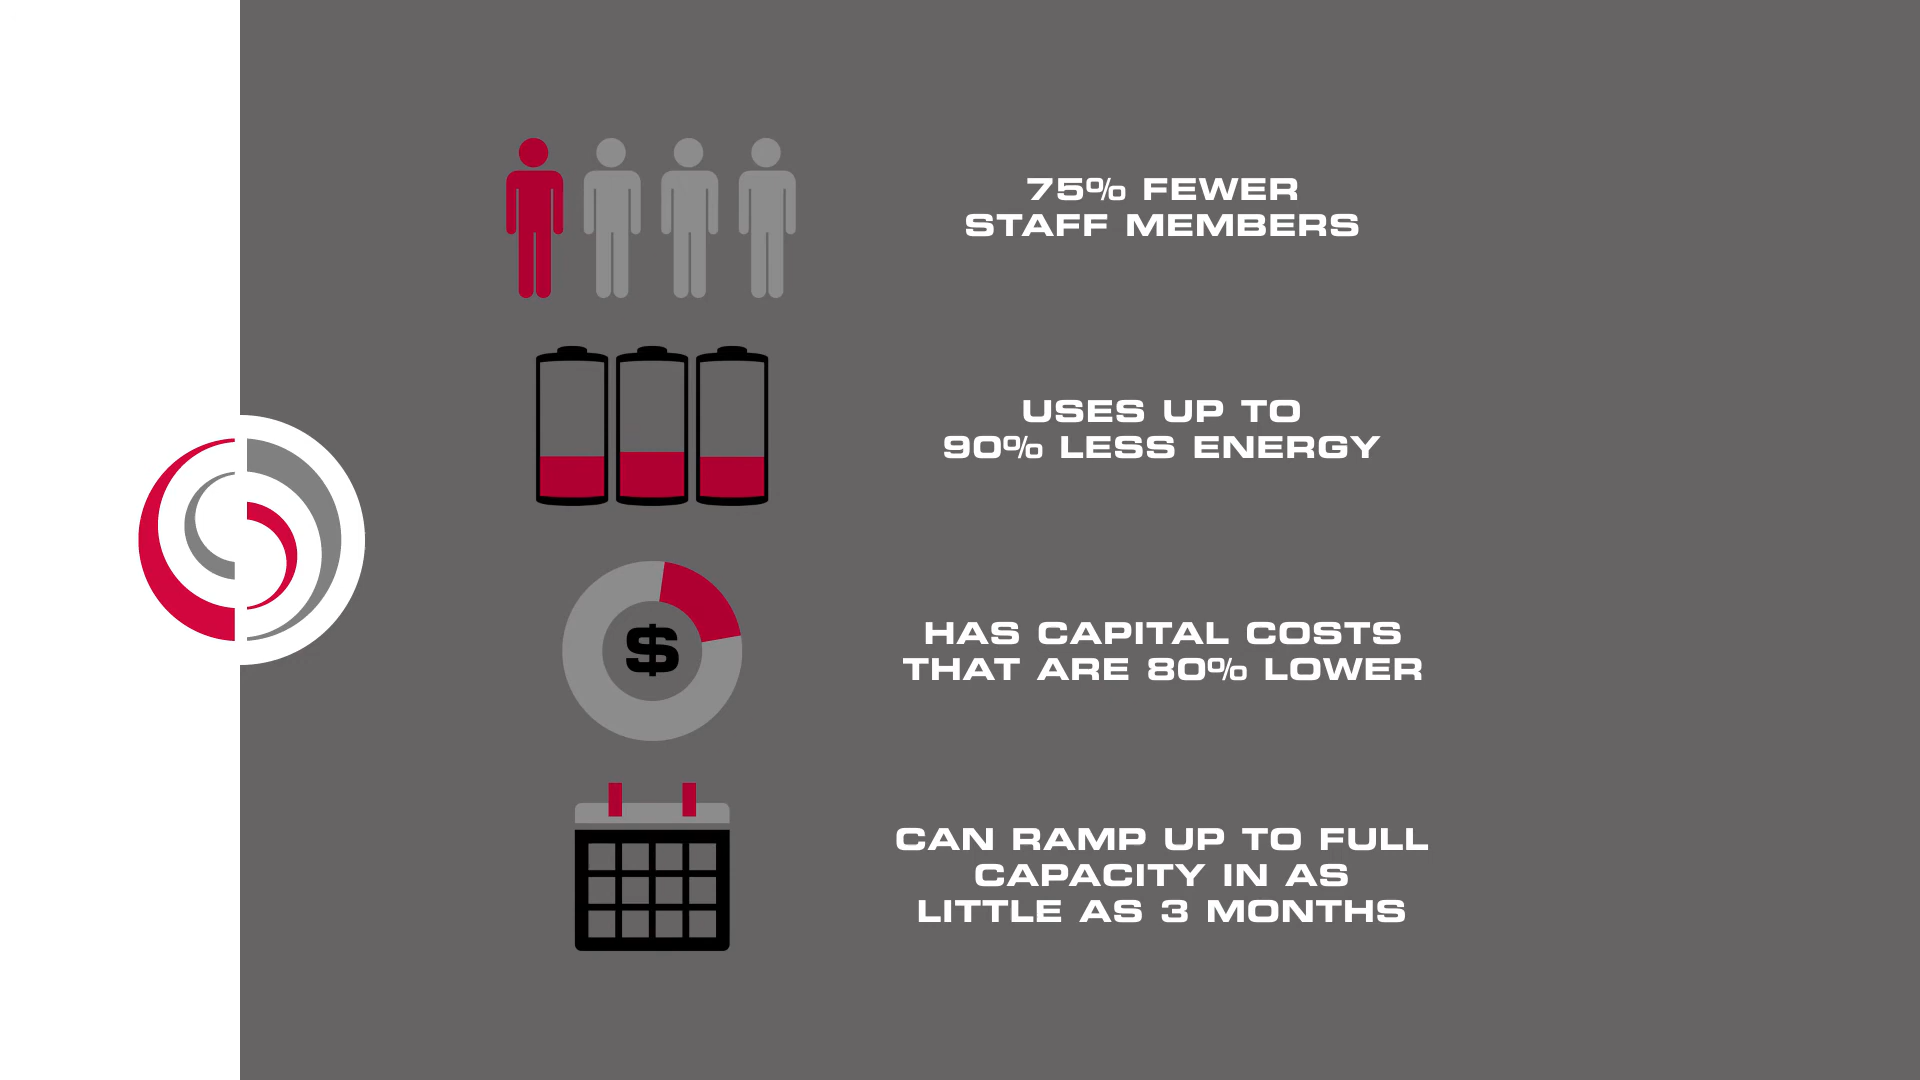 75% FEWER
STAFF MEMBERS
USES UP TO
90% LESS ENERGY
$
HAS CAPITAL COSTS
THAT ARE 80% LOWER
CAN RAMP UP TO FULL
CAPACITY IN AS
LITTLE AS 3 MONTHS